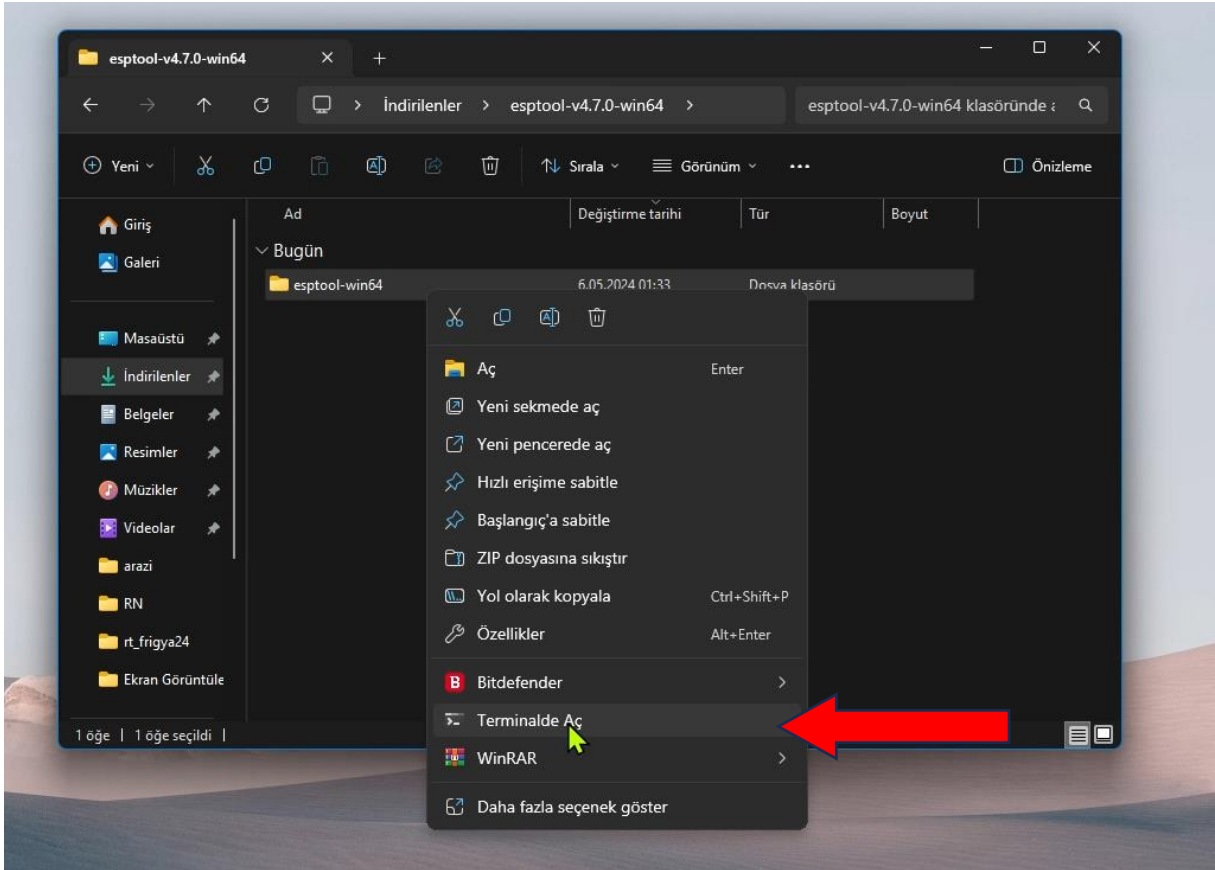 esptool-v4.7.0-win64
İndirilenler > esptool-v4.7.0-win64 >
esptool-v4.7.0-win64 klasöründe a
Yeni
Sırala
Görünüm
Önizleme
Ad
Değiştirme tarihi
Tür
Boyut
Giriş
Galeri
Masaüstü
İndirilenler
Belgeler
Resimler
Müzikler
Videolar
arazi
RN
rt_frigya24
Ekran Görüntüle
Bugün
esptool-win64 6.05.2024 01:33 Dosya klasörü
Aç Enter
Yeni sekmede aç
Yeni pencerede aç
Hızlı erişime sabitle
Başlangıç'a sabitle
ZIP dosyasına sıkıştır
Yol olarak kopyala Ctrl+Shift+P
Özellikler Alt+Enter
Bitdefender
Terminalde Aç
WinRAR
Daha fazla seçenek göster
1 öğe | 1 öğe seçildi |